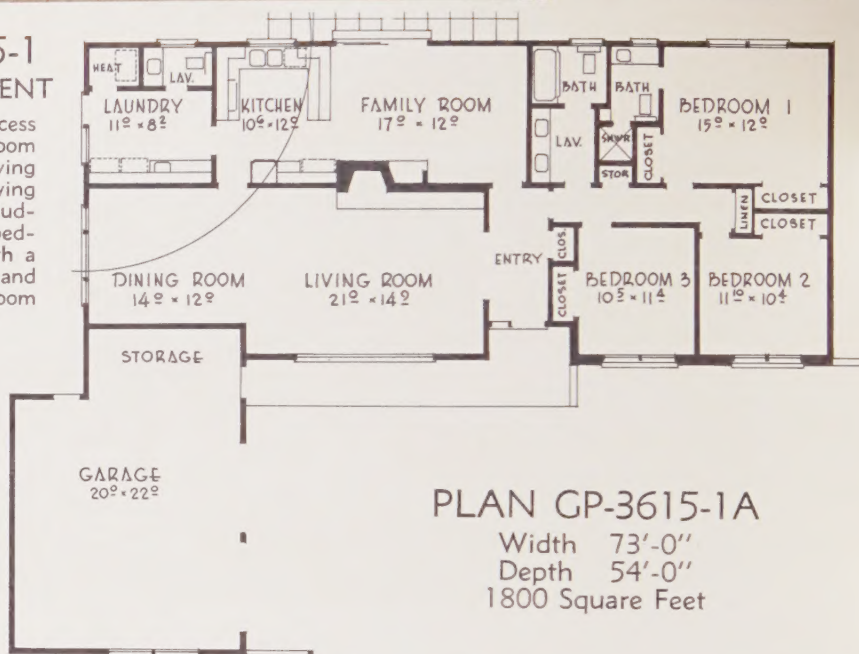 5-1
ENT
cess
oom
ving
ving
ud-
ed-
h a
and
oom
HEAT
LAV.
LAUNDRY
11⁰ × 8²
KITCHEN
10⁶ × 12⁰
FAMILY ROOM
17⁰ × 12⁰
BATH
BATH
LAV.
SHWR
STOR
CLOSET
BEDROOM 1
15⁰ × 12⁰
LINEN
CLOSET
CLOSET
DINING ROOM
14⁰ × 12⁰
LIVING ROOM
21⁰ × 14⁰
ENTRY
CLOS.
CLOSET
BEDROOM 3
10⁵ × 11⁴
BEDROOM 2
11¹⁰ × 10⁴
STORAGE
GARAGE
20⁰ × 22⁰
PLAN GP-3615-1A
Width 73'-0"
Depth 54'-0"
1800 Square Feet